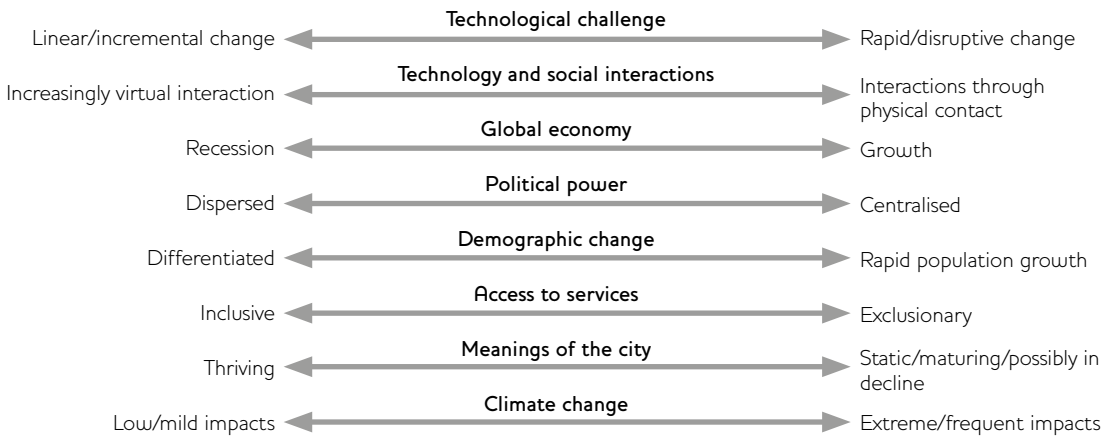 Technological challenge
Linear/incremental change
Rapid/disruptive change
Technology and social interactions
Increasingly virtual interaction
Interactions through
physical contact
Global economy
Recession
Growth
Political power
Dispersed
Centralised
Demographic change
Differentiated
Rapid population growth
Access to services
Inclusive
Exclusionary
Meanings of the city
Thriving
Static/maturing/possibly in
decline
Climate change
Low/mild impacts
Extreme/frequent impacts